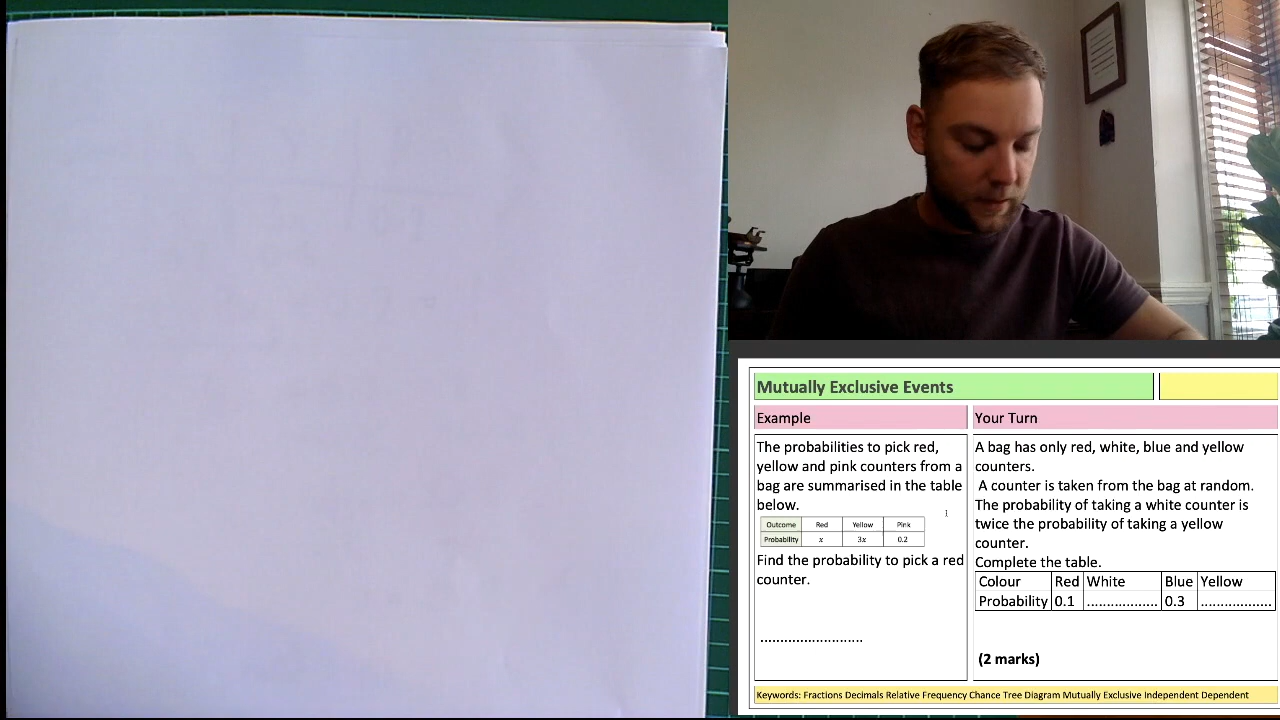 Mutually Exclusive Events
Example
The probabilities to pick red,
yellow and pink counters from a
bag are summarised in the table
below.
Outcome Red Yellow Pink
Probability x 3x 0.2
Find the probability to pick a red
counter.
..........................
Your Turn
A bag has only red, white, blue and yellow
counters.
A counter is taken from the bag at random.
The probability of taking a white counter is
twice the probability of taking a yellow
counter.
Complete the table.
Colour Red White Blue Yellow
Probability 0.1 .................. 0.3 ..................
(2 marks)
Keywords: Fractions Decimals Relative Frequency Chance Tree Diagram Mutually Exclusive Independent Dependent